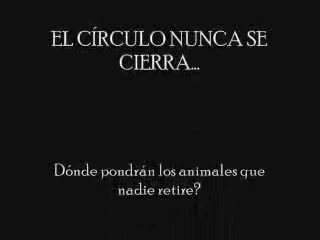 EL CÍRCULO NUNCA SE
CIERRA...
Dónde pondrán los animales que
nadie retire?